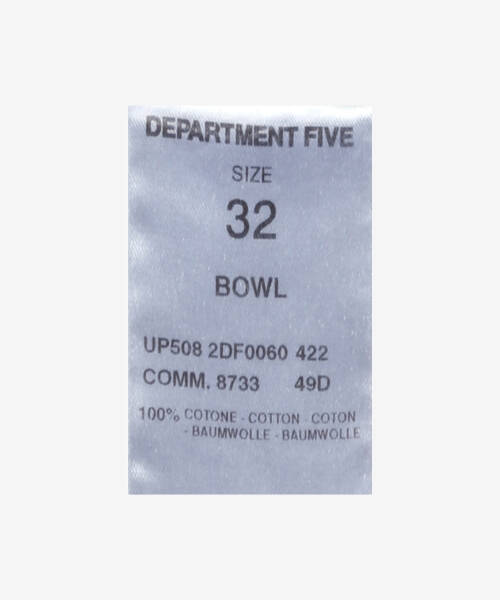 DEPARTMENT FIVE
SIZE
32
BOWL
UP508 2DF0060 422
COMM. 8733 49D
100% COTONE - COTTON - COTON
- BAUMWOLLE - BAUMWOLLE